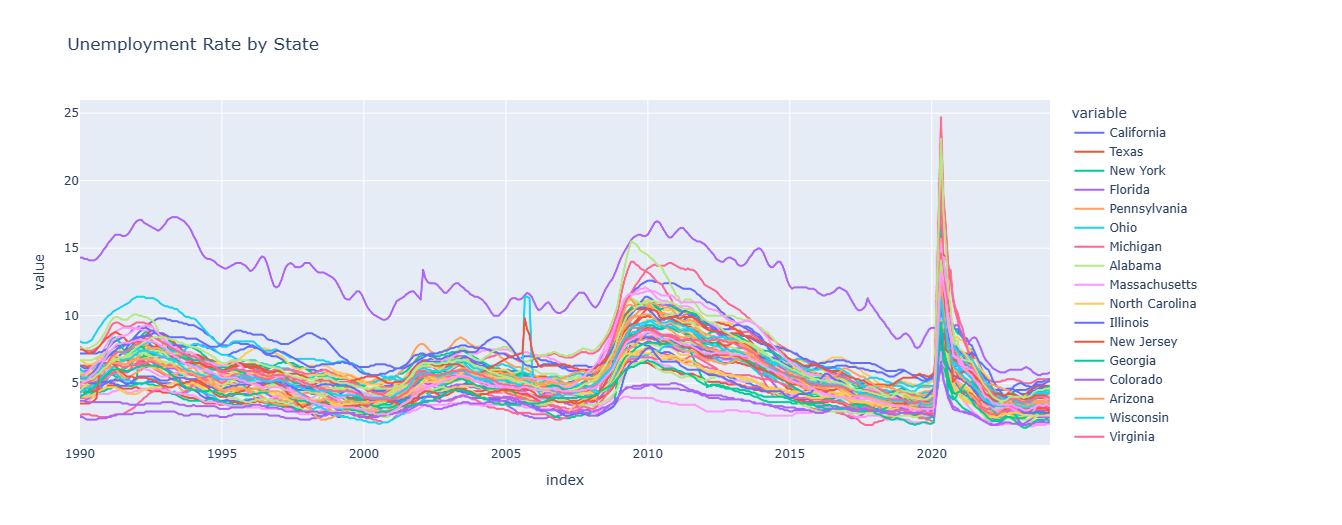 Unemployment Rate by State
value
25
20
15
10
5
1990 1995 2000 2005 2010 2015 2020
index
variable
California
Texas
New York
Florida
Pennsylvania
Ohio
Michigan
Alabama
Massachusetts
North Carolina
Illinois
New Jersey
Georgia
Colorado
Arizona
Wisconsin
Virginia